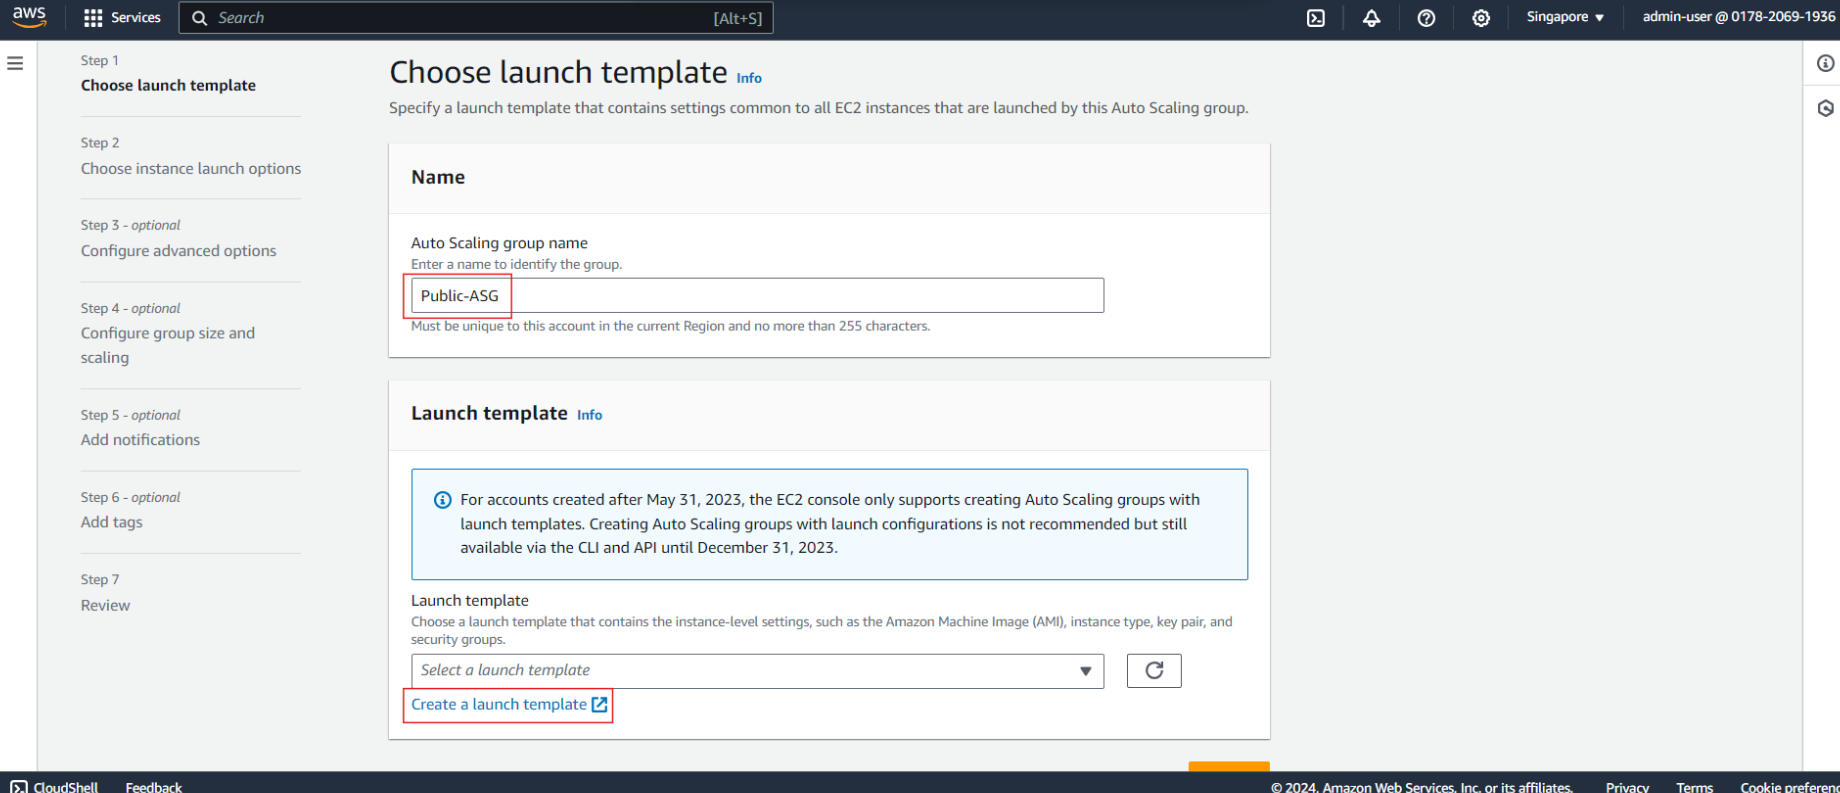 aws
Services
Search
[Alt+S]
Singapore
admin-user @ 0178-2069-1936
Step 1
Choose launch template
Step 2
Choose instance launch options
Step 3 - optional
Configure advanced options
Step 4 - optional
Configure group size and
scaling
Step 5 - optional
Add notifications
Step 6 - optional
Add tags
Step 7
Review
Choose launch template Info
Specify a launch template that contains settings common to all EC2 instances that are launched by this Auto Scaling group.
Name
Auto Scaling group name
Enter a name to identify the group.
Public-ASG
Must be unique to this account in the current Region and no more than 255 characters.
Launch template Info
For accounts created after May 31, 2023, the EC2 console only supports creating Auto Scaling groups with
launch templates. Creating Auto Scaling groups with launch configurations is not recommended but still
available via the CLI and API until December 31, 2023.
Launch template
Choose a launch template that contains the instance-level settings, such as the Amazon Machine Image (AMI), instance type, key pair, and
security groups.
Select a launch template
Create a launch template
CloudShell
Feedback
© 2024, Amazon Web Services, Inc. or its affiliates.
Privacy
Terms
Cookie preferenc